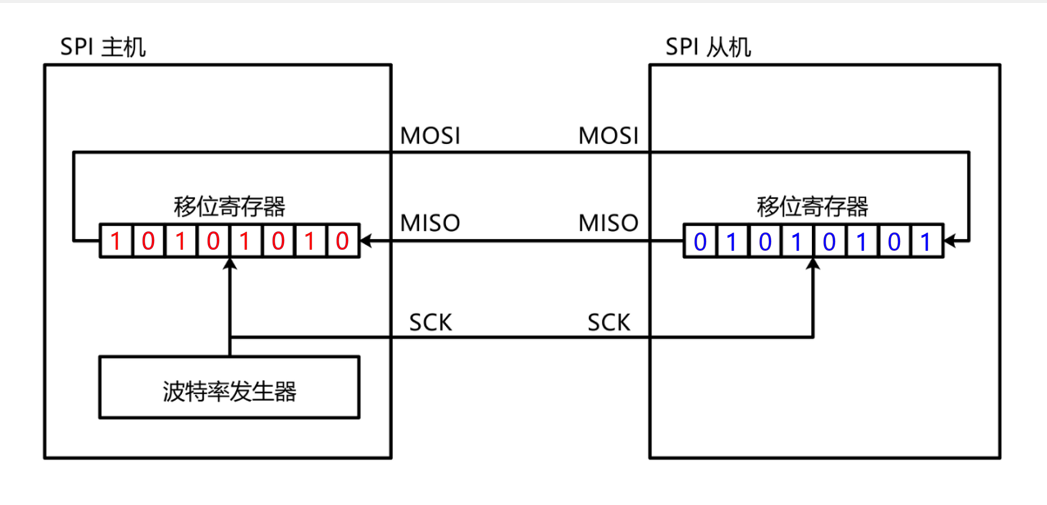 SPI 主机
SPI 从机
MOSI
MOSI
移位寄存器
MISO
MISO
移位寄存器
1 0 1 0 1 0 1 0
0 1 0 1 0 1 0 1
SCK
SCK
波特率发生器